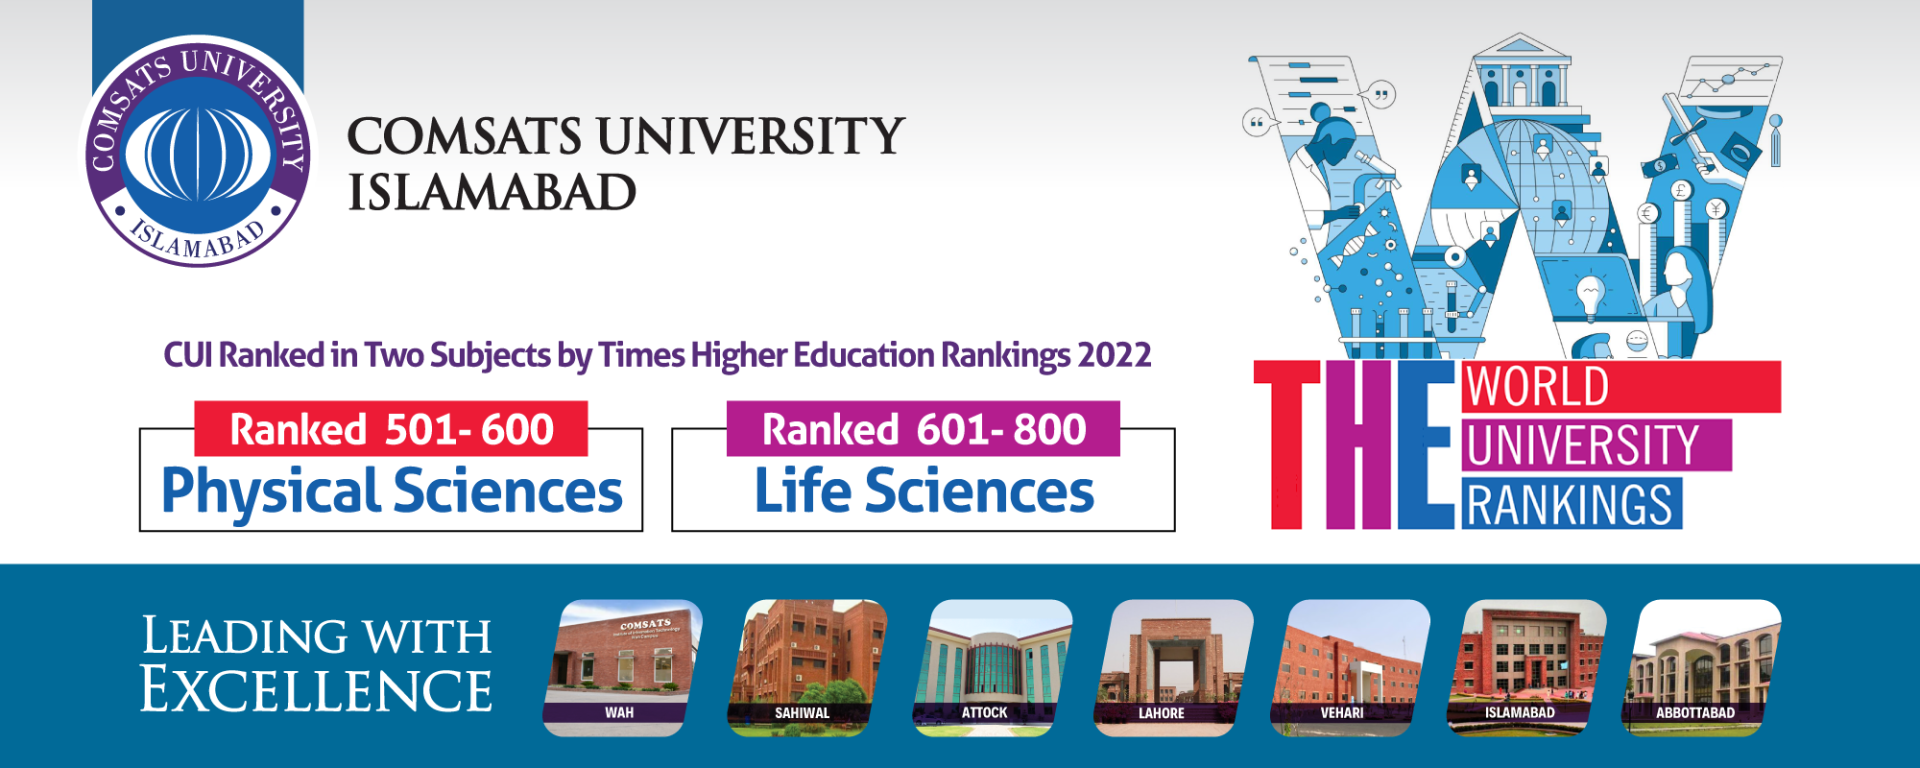 COMSATS UNIVERSITY
ISLAMABAD
COMSATS UNIVERSITY
ISLAMABAD
CUI Ranked in Two Subjects by Times Higher Education Rankings 2022
Ranked 501-600
Physical Sciences
Ranked 601-800
Life Sciences
THE
WORLD
UNIVERSITY
RANKINGS
LEADING WITH
EXCELLENCE
COMSATS
WAH
SAHIWAL
ATTOCK
LAHORE
VEHARI
ISLAMABAD
ABBOTTABAD